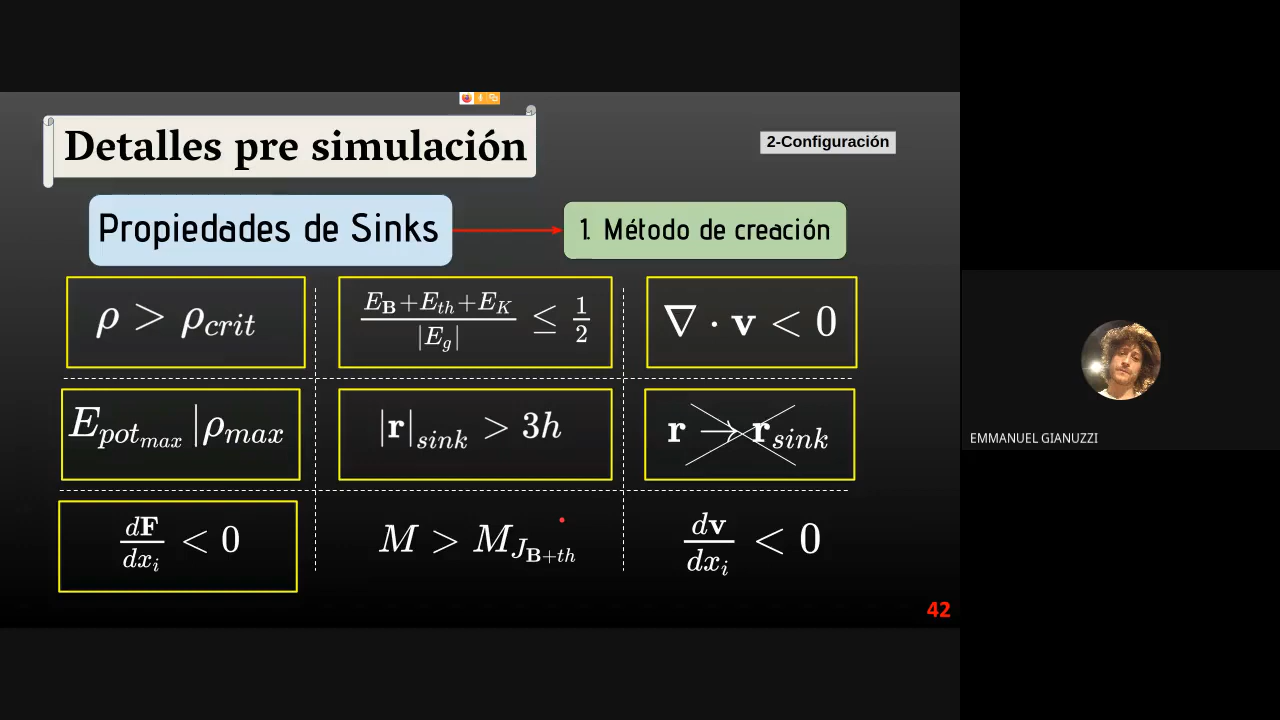 Detalles pre simulación
2-Configuración
Propiedades de Sinks
1. Método de creación
ρ > ρ_crit
(E_B+E_th+E_K)/|E_g| ≤ 1/2
∇ · v < 0
E_pot_max |ρ_max
|r|_sink > 3h
r → r_sink
dF/dx_i < 0
M > M_J_B+th
dv/dx_i < 0
42
EMMANUEL GIANUZZI